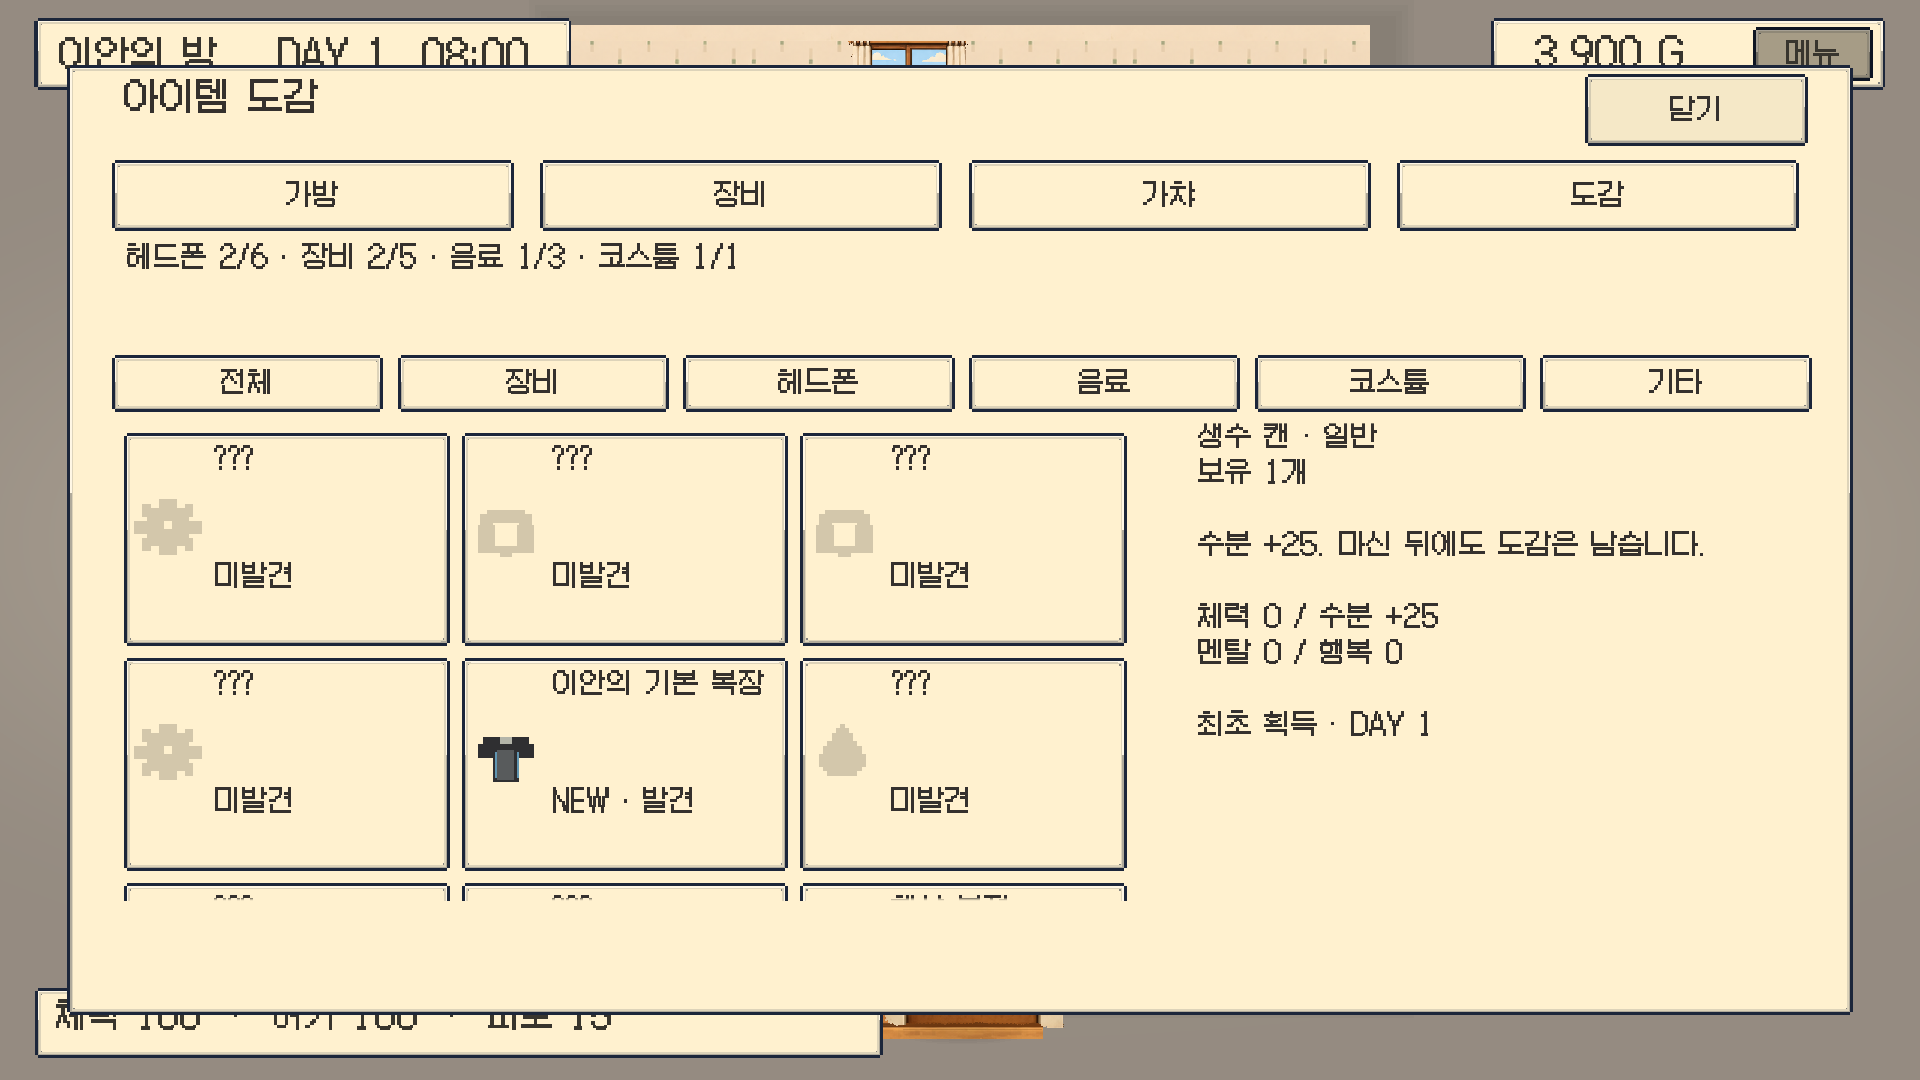 이안의 방 DAY 1 08:00
3,900 G
메뉴
아이템 도감
닫기
가방
장비
가챠
도감
헤드폰 2/6 · 장비 2/5 · 음료 1/3 · 코스튬 1/1
전체
장비
헤드폰
음료
코스튬
기타
???
미발견
???
미발견
???
미발견
???
미발견
이안의 기본 복장
NEW · 발견
???
미발견
???
???
생수 캔 · 일반
보유 1개
수분 +25. 마신 뒤에도 도감은 남습니다.
체력 0 / 수분 +25
멘탈 0 / 행복 0
최초 획득 · DAY 1